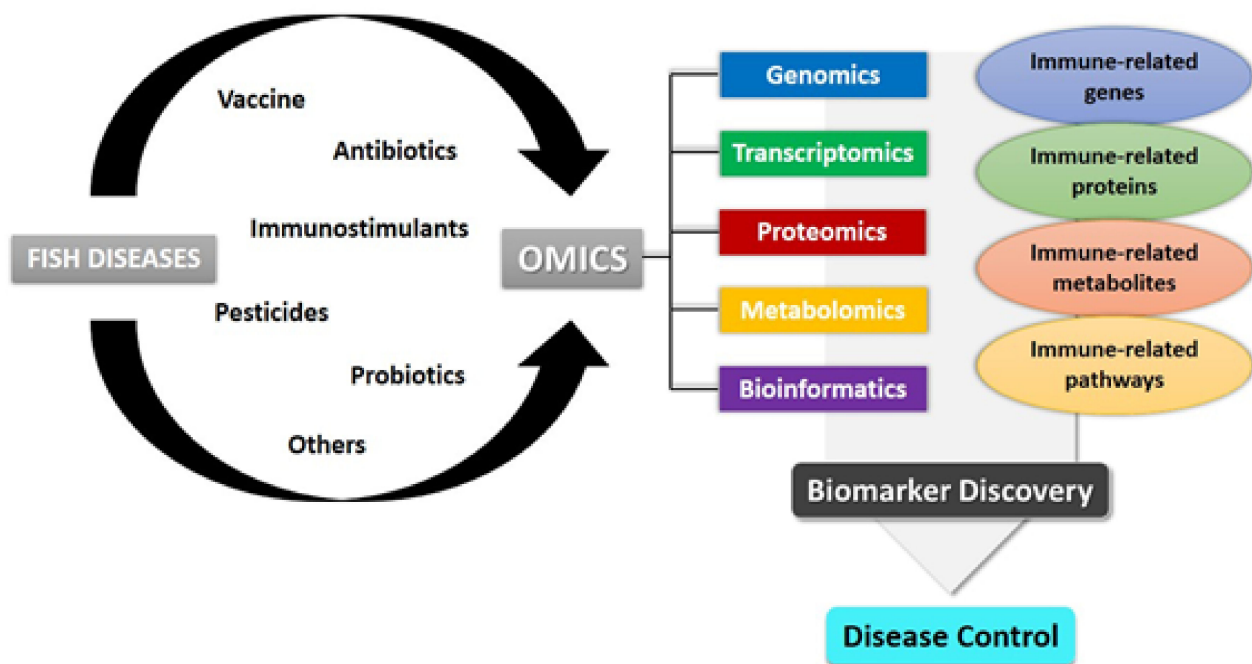 Vaccine
Antibiotics
Immunostimulants
FISH DISEASES
Pesticides
Probiotics
Others
OMICS
Genomics
Transcriptomics
Proteomics
Metabolomics
Bioinformatics
Immune-related
genes
Immune-related
proteins
Immune-related
metabolites
Immune-related
pathways
Biomarker Discovery
Disease Control